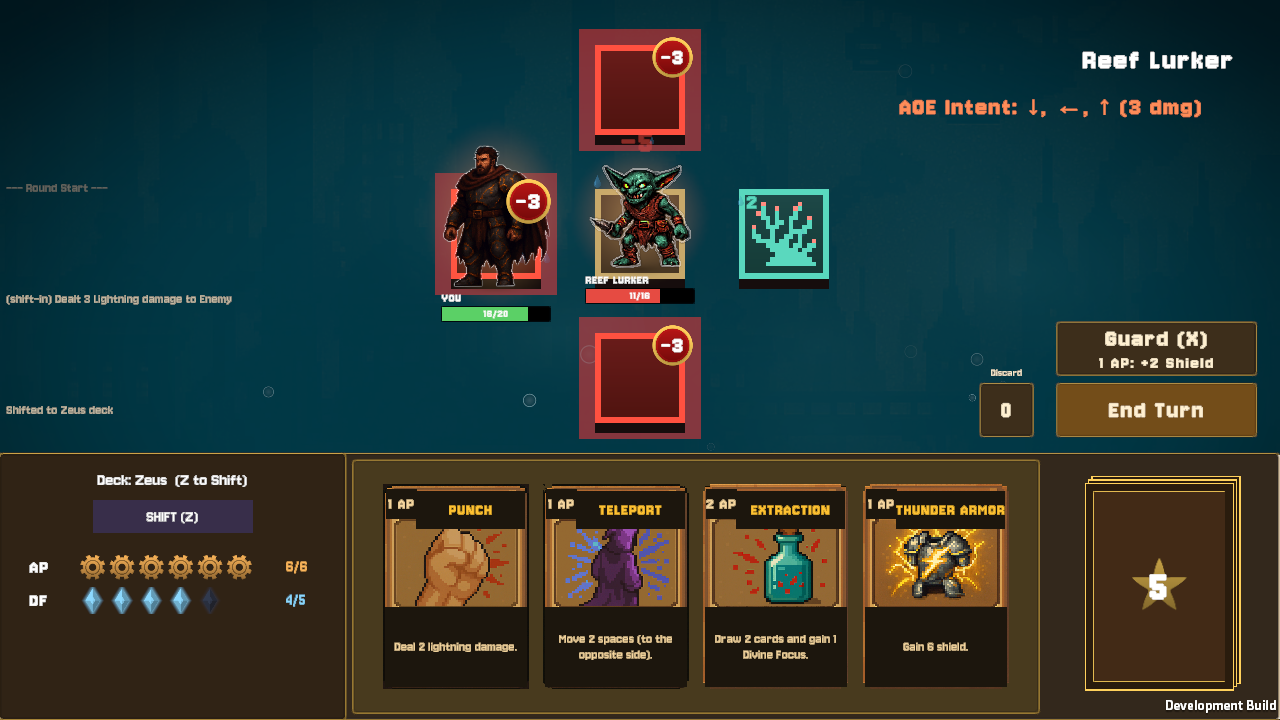 -3
Reef Lurker
AOE Intent: ↓, ←, ↑ (3 dmg)
-5
--- Round Start ---
-3
2
REEF LURKER
11/16
YOU
(shift-in) Dealt 3 Lightning damage to Enemy
-3
Guard (X)
1 AP: +2 Shield
Discard
0
End Turn
Shifted to Zeus deck
Deck: Zeus (Z to Shift)
SHIFT (Z)
AP
6/6
DF
4/5
1 AP
PUNCH
Deal 2 lightning damage.
1 AP
TELEPORT
Move 2 spaces (to the
opposite side).
2 AP
EXTRACTION
Draw 2 cards and gain 1
Divine Focus.
1 AP
THUNDER ARMOR
Gain 6 shield.
5
Development Build